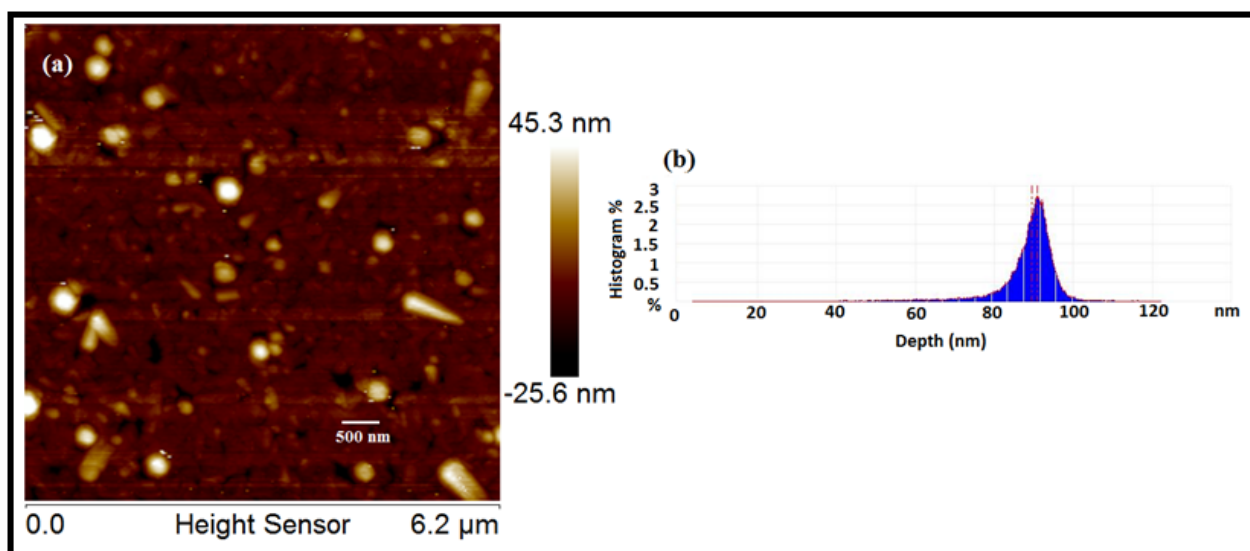 (a)
45.3 nm
-25.6 nm
500 nm
0.0 Height Sensor 6.2 µm
(b)
Histogram %
3
2.5
2
1.5
1
0.5
%
0 20 40 60 80 100 120 nm
Depth (nm)